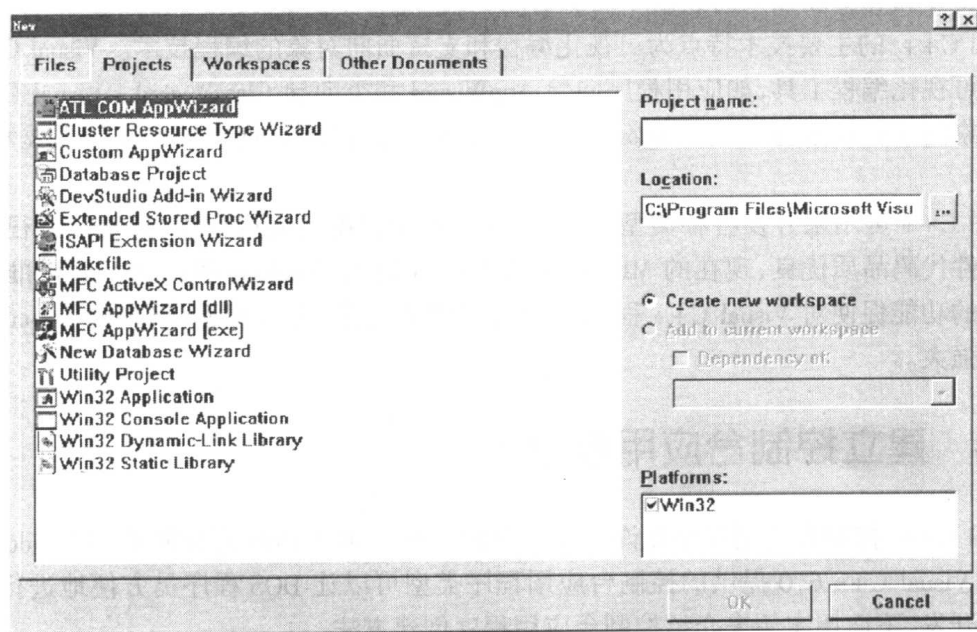 New
Files
Projects
Workspaces
Other Documents
ATL COM AppWizard
Cluster Resource Type Wizard
Custom AppWizard
Database Project
DevStudio Add-in Wizard
Extended Stored Proc Wizard
ISAPI Extension Wizard
Makefile
MFC ActiveX ControlWizard
MFC AppWizard (dll)
MFC AppWizard (exe)
New Database Wizard
Utility Project
Win32 Application
Win32 Console Application
Win32 Dynamic-Link Library
Win32 Static Library
Project name:
Location:
C:\Program Files\Microsoft Visu
...
Create new workspace
Add to current workspace
Dependency of:
Platforms:
Win32
OK
Cancel